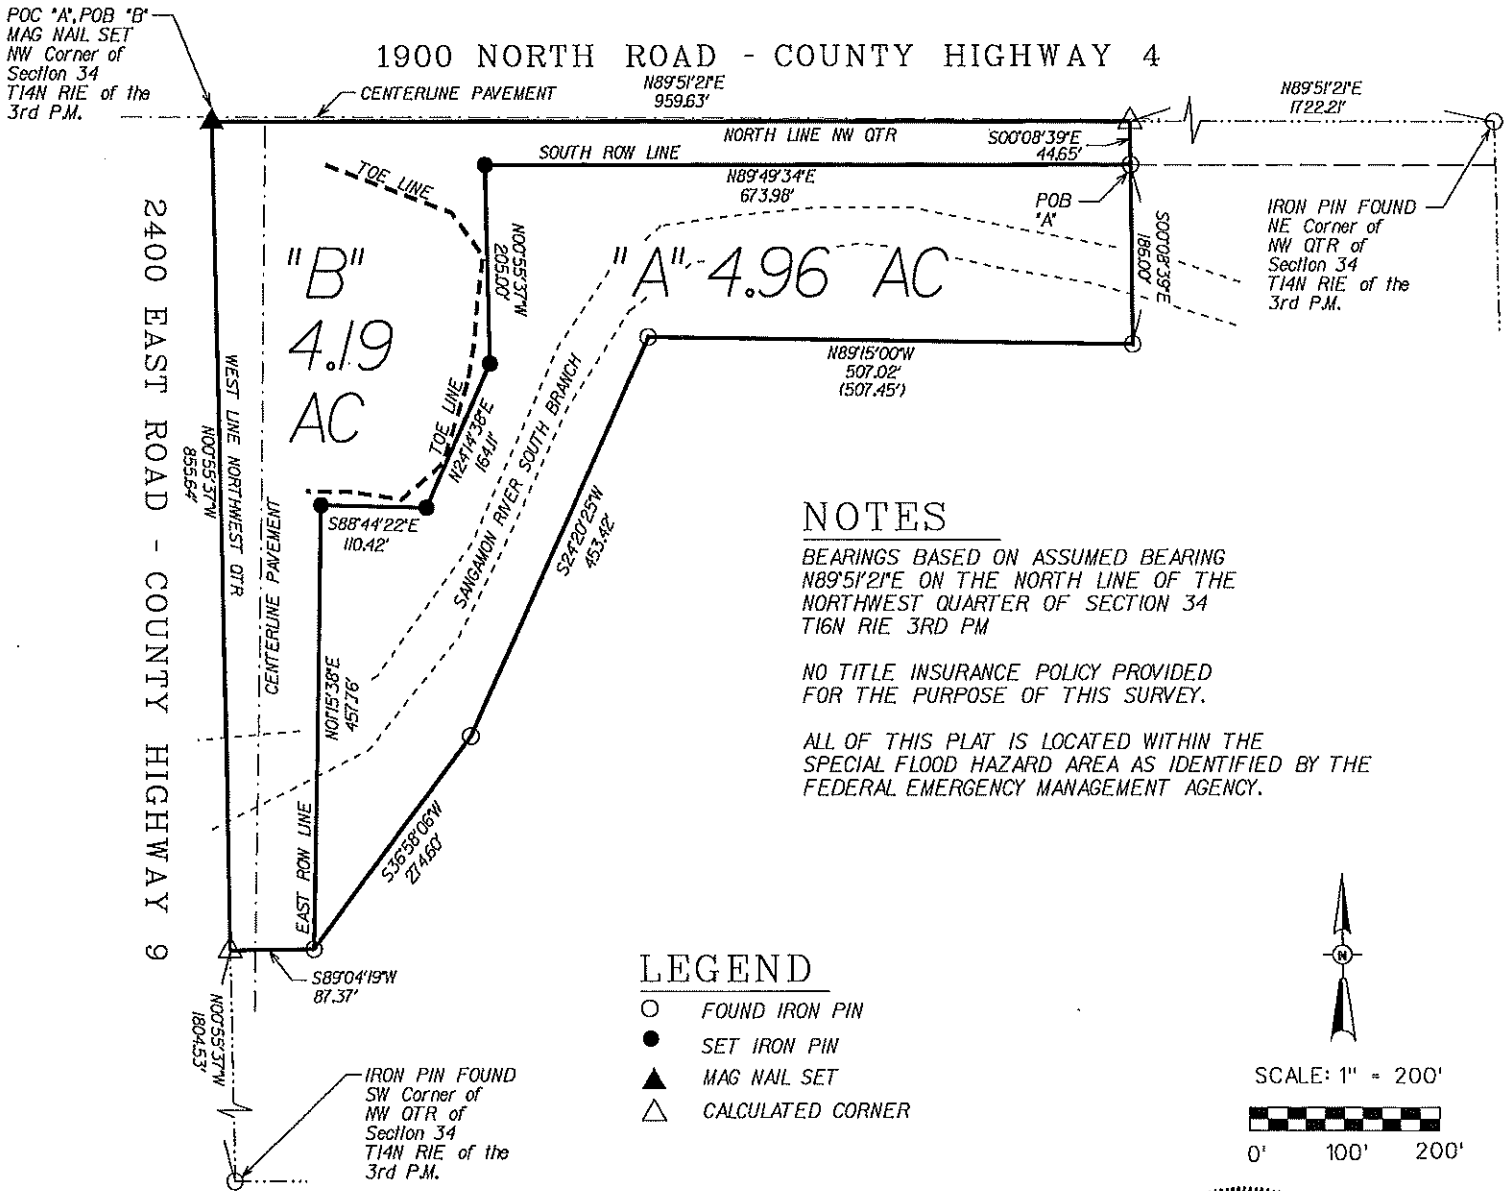 POC "A", POB "B"
MAG NAIL SET
NW Corner of
Section 34
T14N R1E of the
3rd P.M.
1900 NORTH ROAD - COUNTY HIGHWAY 4
CENTERLINE PAVEMENT
N89°51'21"E
959.63'
N89°51'21"E
1722.21'
NORTH LINE NW QTR
S00°08'39"E
44.65'
SOUTH ROW LINE
N89°49'34"E
673.98'
POB
"A"
IRON PIN FOUND
NE Corner of
NW QTR of
Section 34
T14N R1E of the
3rd P.M.
TOE LINE
N00°55'37"W
205.00'
S00°08'39"E
186.00'
"B"
4.19
AC
"A" 4.96 AC
2400 EAST ROAD - COUNTY HIGHWAY 9
WEST LINE NORTHWEST QTR
N00°55'37"W
855.64'
CENTERLINE PAVEMENT
TOE LINE
N24°14'38"E
164.11'
SANGAMON RIVER SOUTH BRANCH
N89°15'00"W
507.02'
(507.45')
S88°44'22"E
110.42'
S24°20'25"W
453.42'
N01°15'38"E
457.76'
EAST ROW LINE
S36°58'06"W
274.60'
S89°04'19"W
87.37'
N00°55'37"W
1804.53'
IRON PIN FOUND
SW Corner of
NW QTR of
Section 34
T14N R1E of the
3rd P.M.
NOTES
BEARINGS BASED ON ASSUMED BEARING
N89°51'21"E ON THE NORTH LINE OF THE
NORTHWEST QUARTER OF SECTION 34
T16N R1E 3RD PM
NO TITLE INSURANCE POLICY PROVIDED
FOR THE PURPOSE OF THIS SURVEY.
ALL OF THIS PLAT IS LOCATED WITHIN THE
SPECIAL FLOOD HAZARD AREA AS IDENTIFIED BY THE
FEDERAL EMERGENCY MANAGEMENT AGENCY.
LEGEND
FOUND IRON PIN
SET IRON PIN
MAG NAIL SET
CALCULATED CORNER
N
SCALE: 1" = 200'
0' 100' 200'